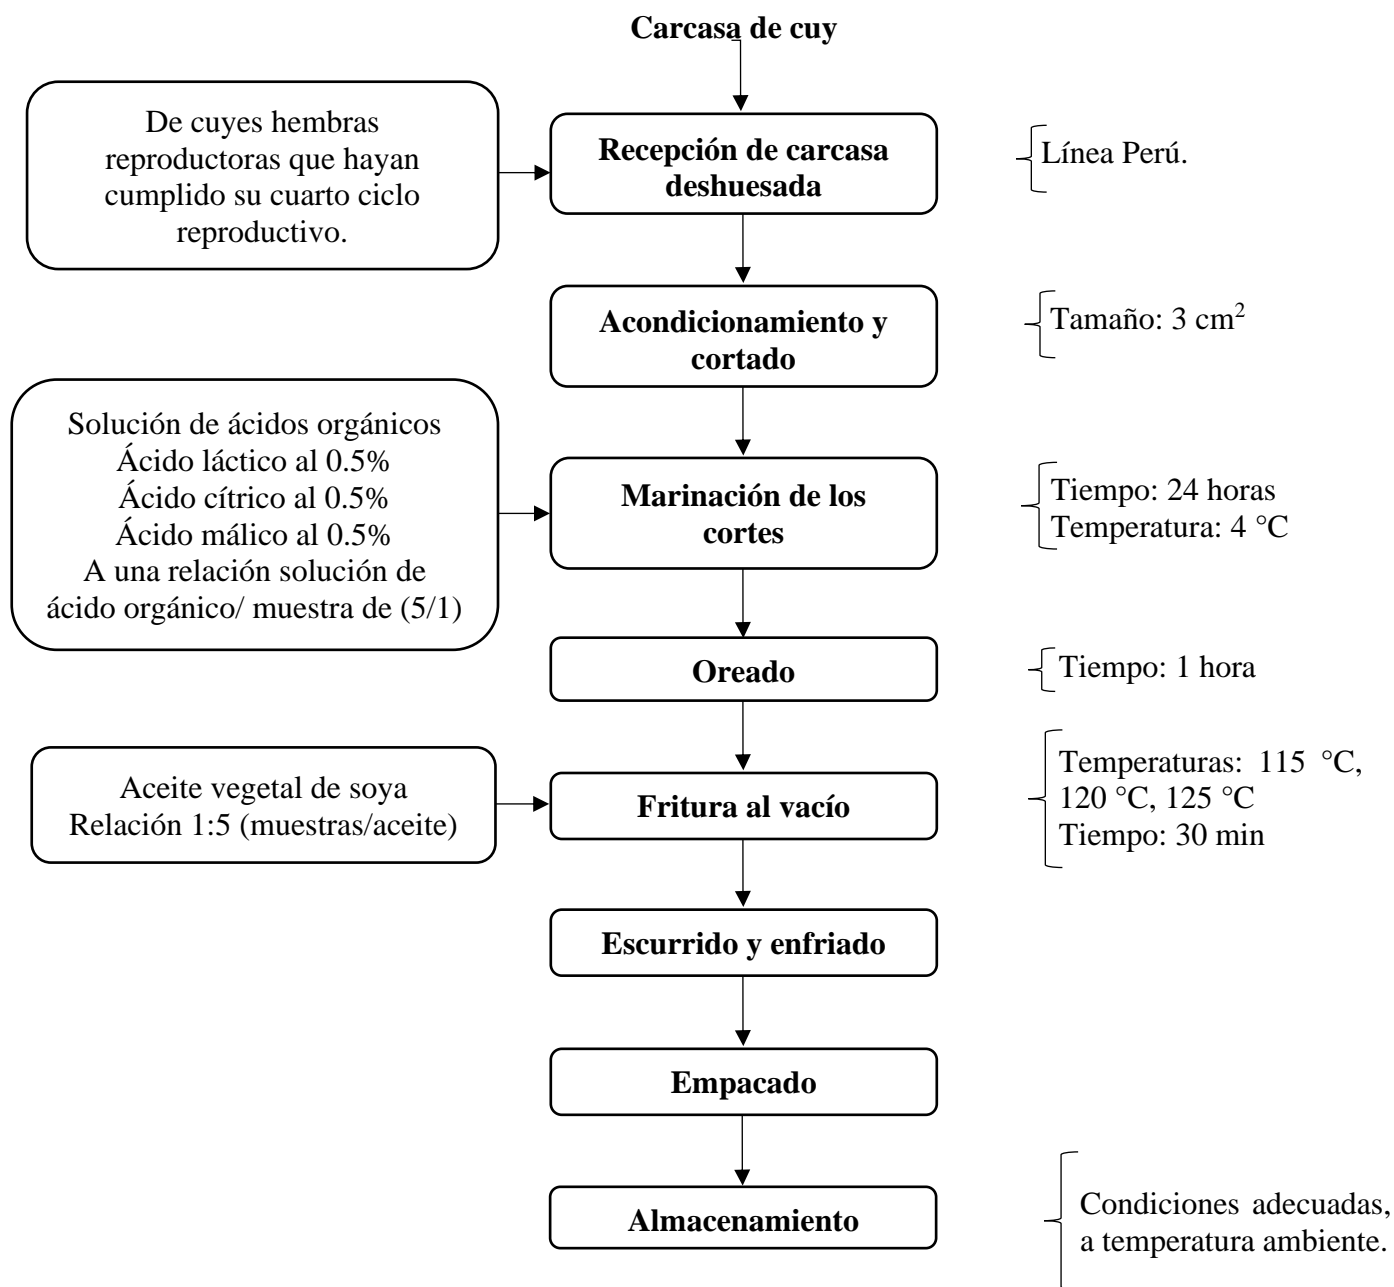 Carcasa de cuy
De cuyes hembras
reproductoras que hayan
cumplido su cuarto ciclo
reproductivo.
Recepción de carcasa
deshuesada
Línea Perú.
Acondicionamiento y
cortado
Tamaño: 3 cm²
Solución de ácidos orgánicos
Ácido láctico al 0.5%
Ácido cítrico al 0.5%
Ácido málico al 0.5%
A una relación solución de
ácido orgánico/ muestra de (5/1)
Marinación de los
cortes
Tiempo: 24 horas
Temperatura: 4 °C
Oreado
Tiempo: 1 hora
Aceite vegetal de soya
Relación 1:5 (muestras/aceite)
Fritura al vacío
Temperaturas: 115 °C,
120 °C, 125 °C
Tiempo: 30 min
Escurrido y enfriado
Empacado
Almacenamiento
Condiciones adecuadas,
a temperatura ambiente.